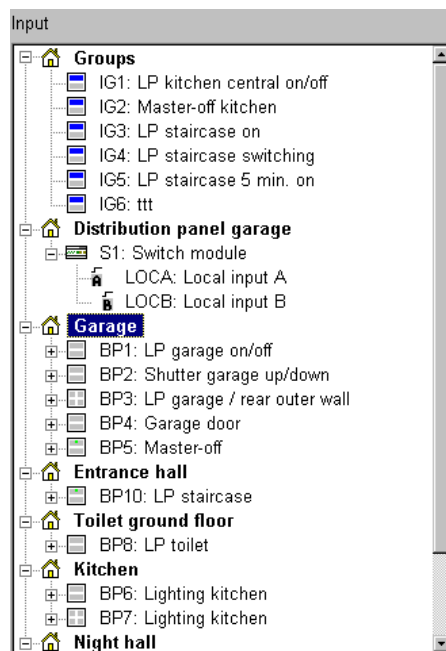 Input
Groups
IG1: LP kitchen central on/off
IG2: Master-off kitchen
IG3: LP staircase on
IG4: LP staircase switching
IG5: LP staircase 5 min. on
IG6: ttt
Distribution panel garage
S1: Switch module
A LOCA: Local input A
B LOCB: Local input B
Garage
BP1: LP garage on/off
BP2: Shutter garage up/down
BP3: LP garage / rear outer wall
BP4: Garage door
BP5: Master-off
Entrance hall
BP10: LP staircase
Toilet ground floor
BP8: LP toilet
Kitchen
BP6: Lighting kitchen
BP7: Lighting kitchen
Night hall